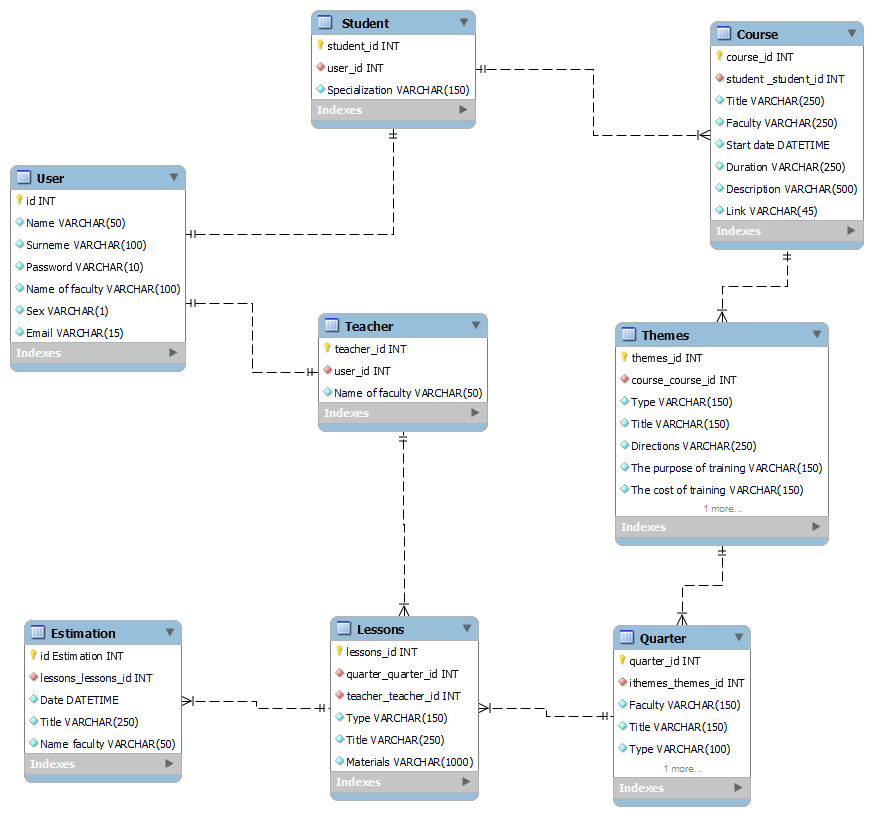 Student
student_id INT
user_id INT
Specialization VARCHAR(150)
Indexes
Course
course_id INT
student _student_id INT
Title VARCHAR(250)
Faculty VARCHAR(250)
Start date DATETIME
Duration VARCHAR(250)
Description VARCHAR(500)
Link VARCHAR(45)
Indexes
User
id INT
Name VARCHAR(50)
Surneme VARCHAR(100)
Password VARCHAR(10)
Name of faculty VARCHAR(100)
Sex VARCHAR(1)
Email VARCHAR(15)
Indexes
Teacher
teacher_id INT
user_id INT
Name of faculty VARCHAR(50)
Indexes
Themes
themes_id INT
course_course_id INT
Type VARCHAR(150)
Title VARCHAR(150)
Directions VARCHAR(250)
The purpose of training VARCHAR(150)
The cost of training VARCHAR(150)
1 more...
Indexes
Estimation
id Estimation INT
lessons_lessons_id INT
Date DATETIME
Title VARCHAR(250)
Name faculty VARCHAR(50)
Indexes
Lessons
lessons_id INT
quarter_quarter_id INT
teacher_teacher_id INT
Type VARCHAR(150)
Title VARCHAR(250)
Materials VARCHAR(1000)
Indexes
Quarter
quarter_id INT
ithemes_themes_id INT
Faculty VARCHAR(150)
Title VARCHAR(150)
Type VARCHAR(100)
1 more...
Indexes